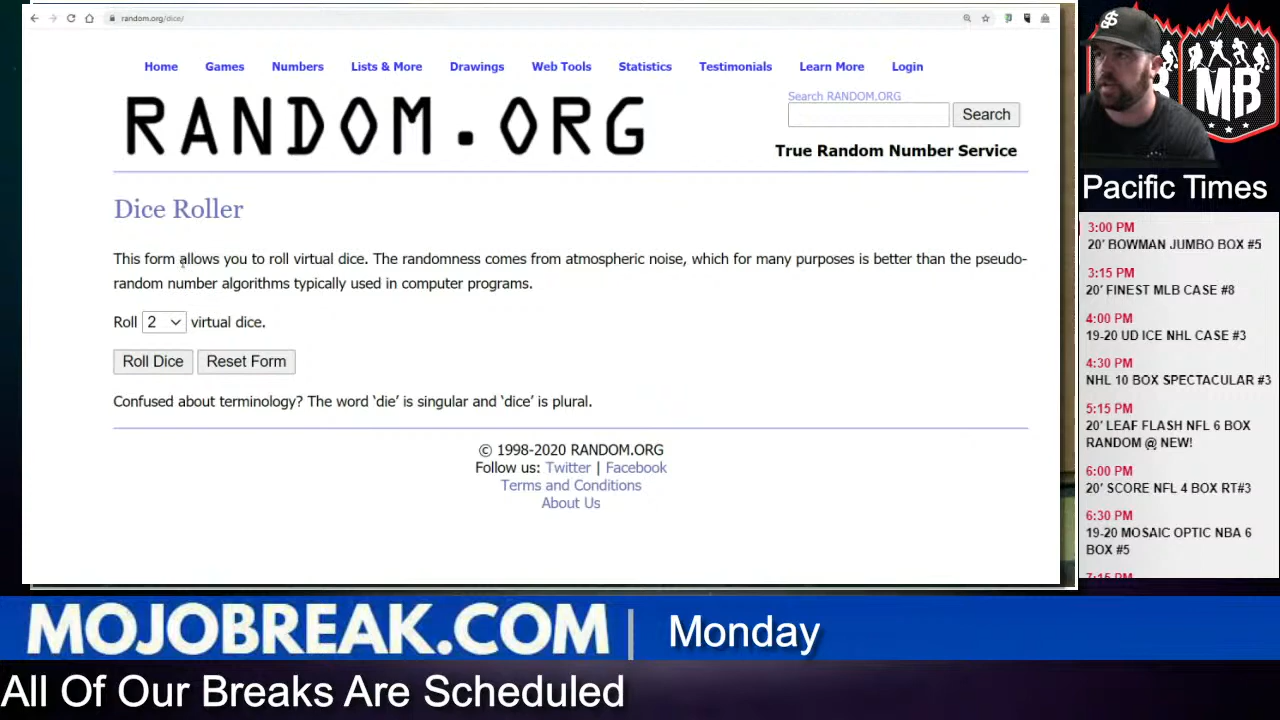 random.org/dice/
Home Games Numbers Lists & More Drawings Web Tools Statistics Testimonials Learn More Login
RANDOM.ORG
Search RANDOM.ORG
Search
True Random Number Service
Dice Roller
This form allows you to roll virtual dice. The randomness comes from atmospheric noise, which for many purposes is better than the pseudo-
random number algorithms typically used in computer programs.
Roll 2 virtual dice.
Roll Dice Reset Form
Confused about terminology? The word ‘die’ is singular and ‘dice’ is plural.
© 1998-2020 RANDOM.ORG
Follow us: Twitter | Facebook
Terms and Conditions
About Us
MB
Pacific Times
3:00 PM
20' BOWMAN JUMBO BOX #5
3:15 PM
20' FINEST MLB CASE #8
4:00 PM
19-20 UD ICE NHL CASE #3
4:30 PM
NHL 10 BOX SPECTACULAR #3
5:15 PM
20' LEAF FLASH NFL 6 BOX
RANDOM @ NEW!
6:00 PM
20' SCORE NFL 4 BOX RT#3
6:30 PM
19-20 MOSAIC OPTIC NBA 6
BOX #5
7:15 PM
MOJOBREAK.COM | Monday
All Of Our Breaks Are Scheduled